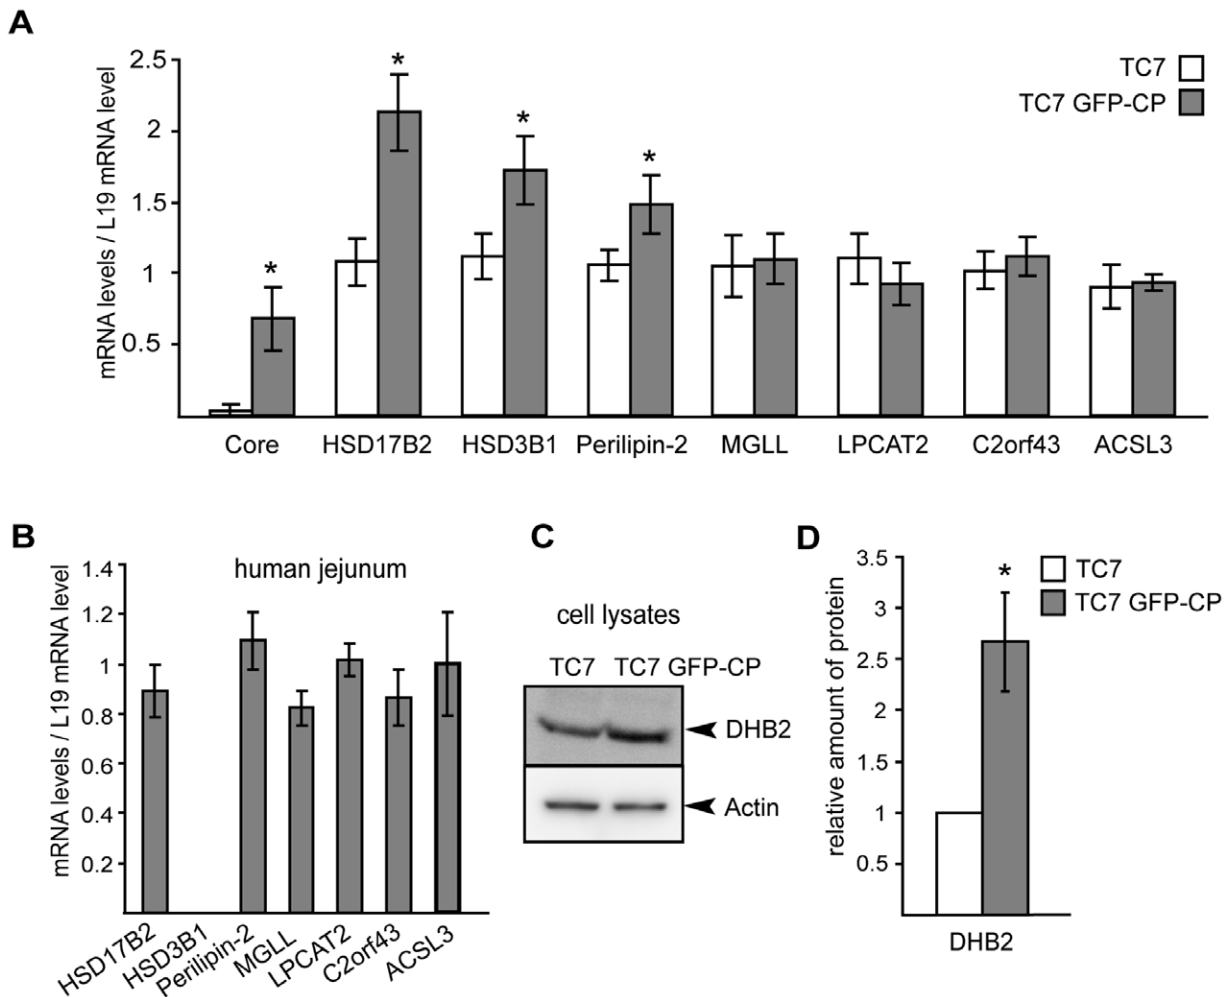 A
mRNA levels / L19 mRNA level
2.5
2
1.5
1
0.5
*
*
*
*
TC7
TC7 GFP-CP
Core HSD17B2 HSD3B1 Perilipin-2 MGLL LPCAT2 C2orf43 ACSL3
B
human jejunum
mRNA levels / L19 mRNA level
1.4
1.2
1
0.8
0.6
0.4
0.2
HSD17B2
HSD3B1
Perilipin-2
MGLL
LPCAT2
C2orf43
ACSL3
C
cell lysates
TC7 TC7 GFP-CP
DHB2
Actin
D
relative amount of protein
3.5
3
2.5
2
1.5
1
0.5
*
TC7
TC7 GFP-CP
DHB2